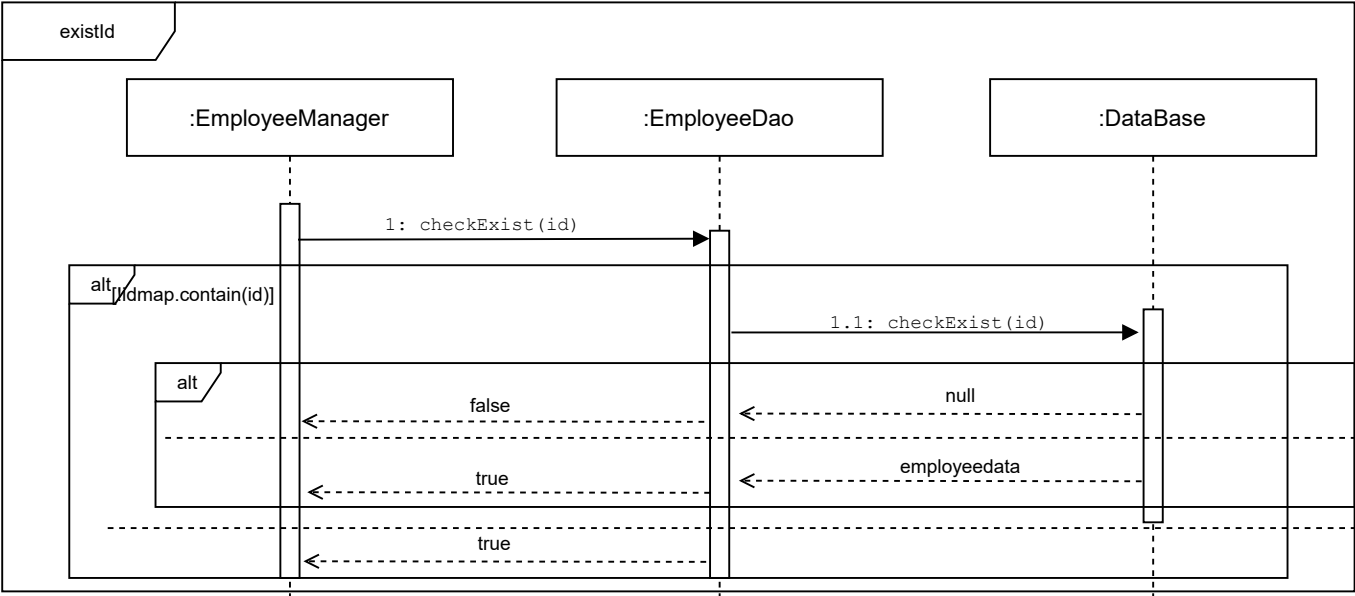 existId
:EmployeeManager
:EmployeeDao
:DataBase
1: checkExist(id)
alt
[!idmap.contain(id)]
1.1: checkExist(id)
alt
null
false
employeedata
true
true